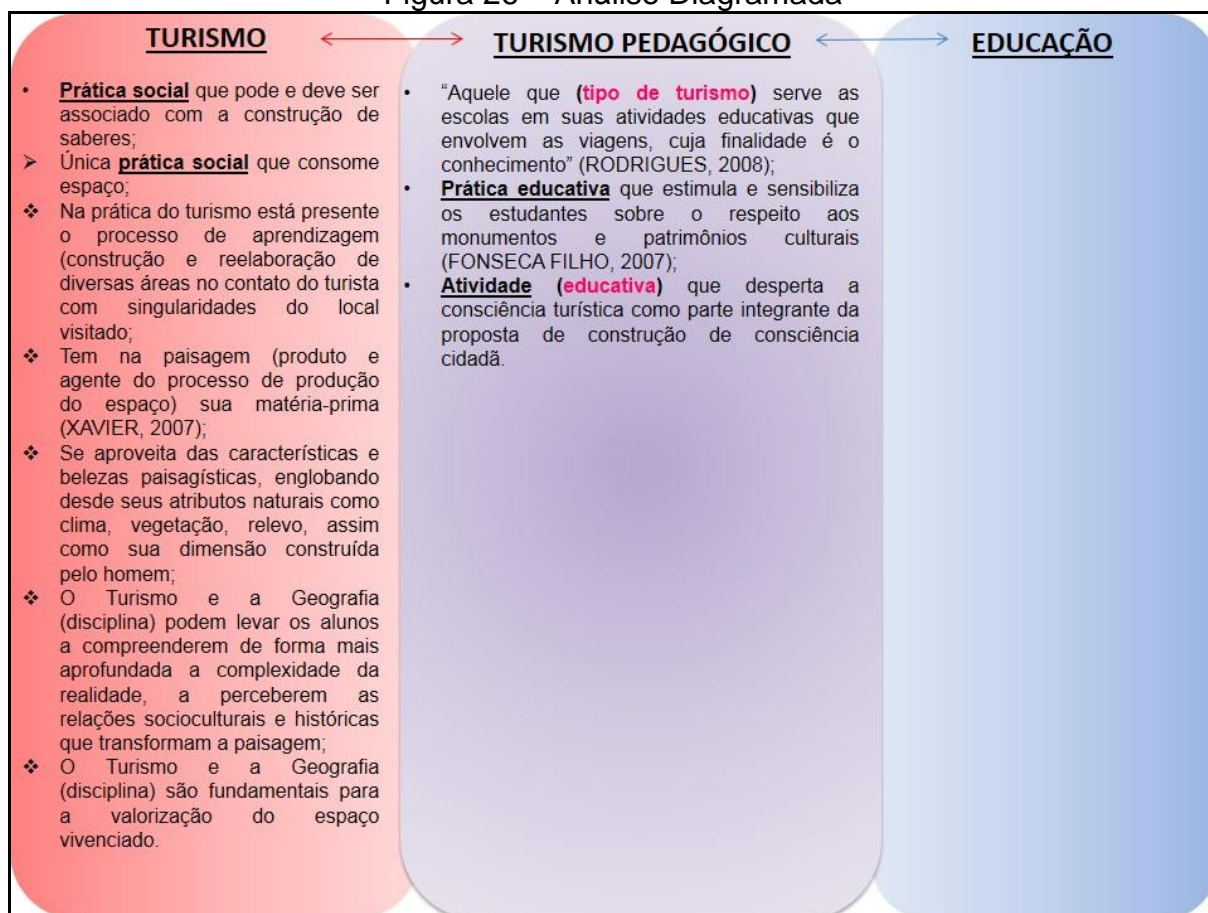 Figura 26 – Análise Diagramada
TURISMO
TURISMO PEDAGÓGICO
EDUCAÇÃO
• Prática social que pode e deve ser
associado com a construção de
saberes;
➢ Única prática social que consome
espaço;
❖ Na prática do turismo está presente
o processo de aprendizagem
(construção e reelaboração de
diversas áreas no contato do turista
com singularidades do local
visitado;
❖ Tem na paisagem (produto e
agente do processo de produção
do espaço) sua matéria-prima
(XAVIER, 2007);
❖ Se aproveita das características e
belezas paisagísticas, englobando
desde seus atributos naturais como
clima, vegetação, relevo, assim
como sua dimensão construída
pelo homem;
❖ O Turismo e a Geografia
(disciplina) podem levar os alunos
a compreenderem de forma mais
aprofundada a complexidade da
realidade, a perceberem as
relações socioculturais e históricas
que transformam a paisagem;
❖ O Turismo e a Geografia
(disciplina) são fundamentais para
a valorização do espaço
vivenciado.
• “Aquele que (tipo de turismo) serve as
escolas em suas atividades educativas que
envolvem as viagens, cuja finalidade é o
conhecimento” (RODRIGUES, 2008);
• Prática educativa que estimula e sensibiliza
os estudantes sobre o respeito aos
monumentos e patrimônios culturais
(FONSECA FILHO, 2007);
• Atividade (educativa) que desperta a
consciência turística como parte integrante da
proposta de construção de consciência
cidadã.